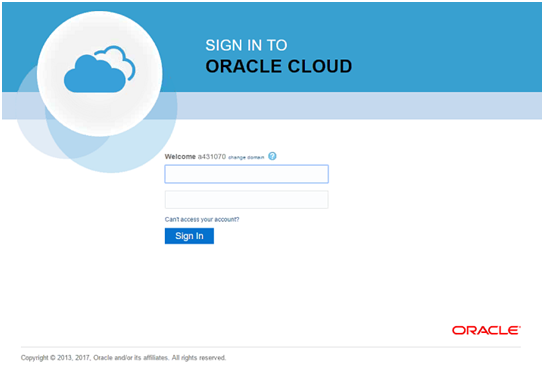 SIGN IN TO
ORACLE CLOUD
Welcome a431070 change domain ?
Can't access your account?
Sign In
ORACLE
Copyright © 2013, 2017, Oracle and/or its affiliates. All rights reserved.